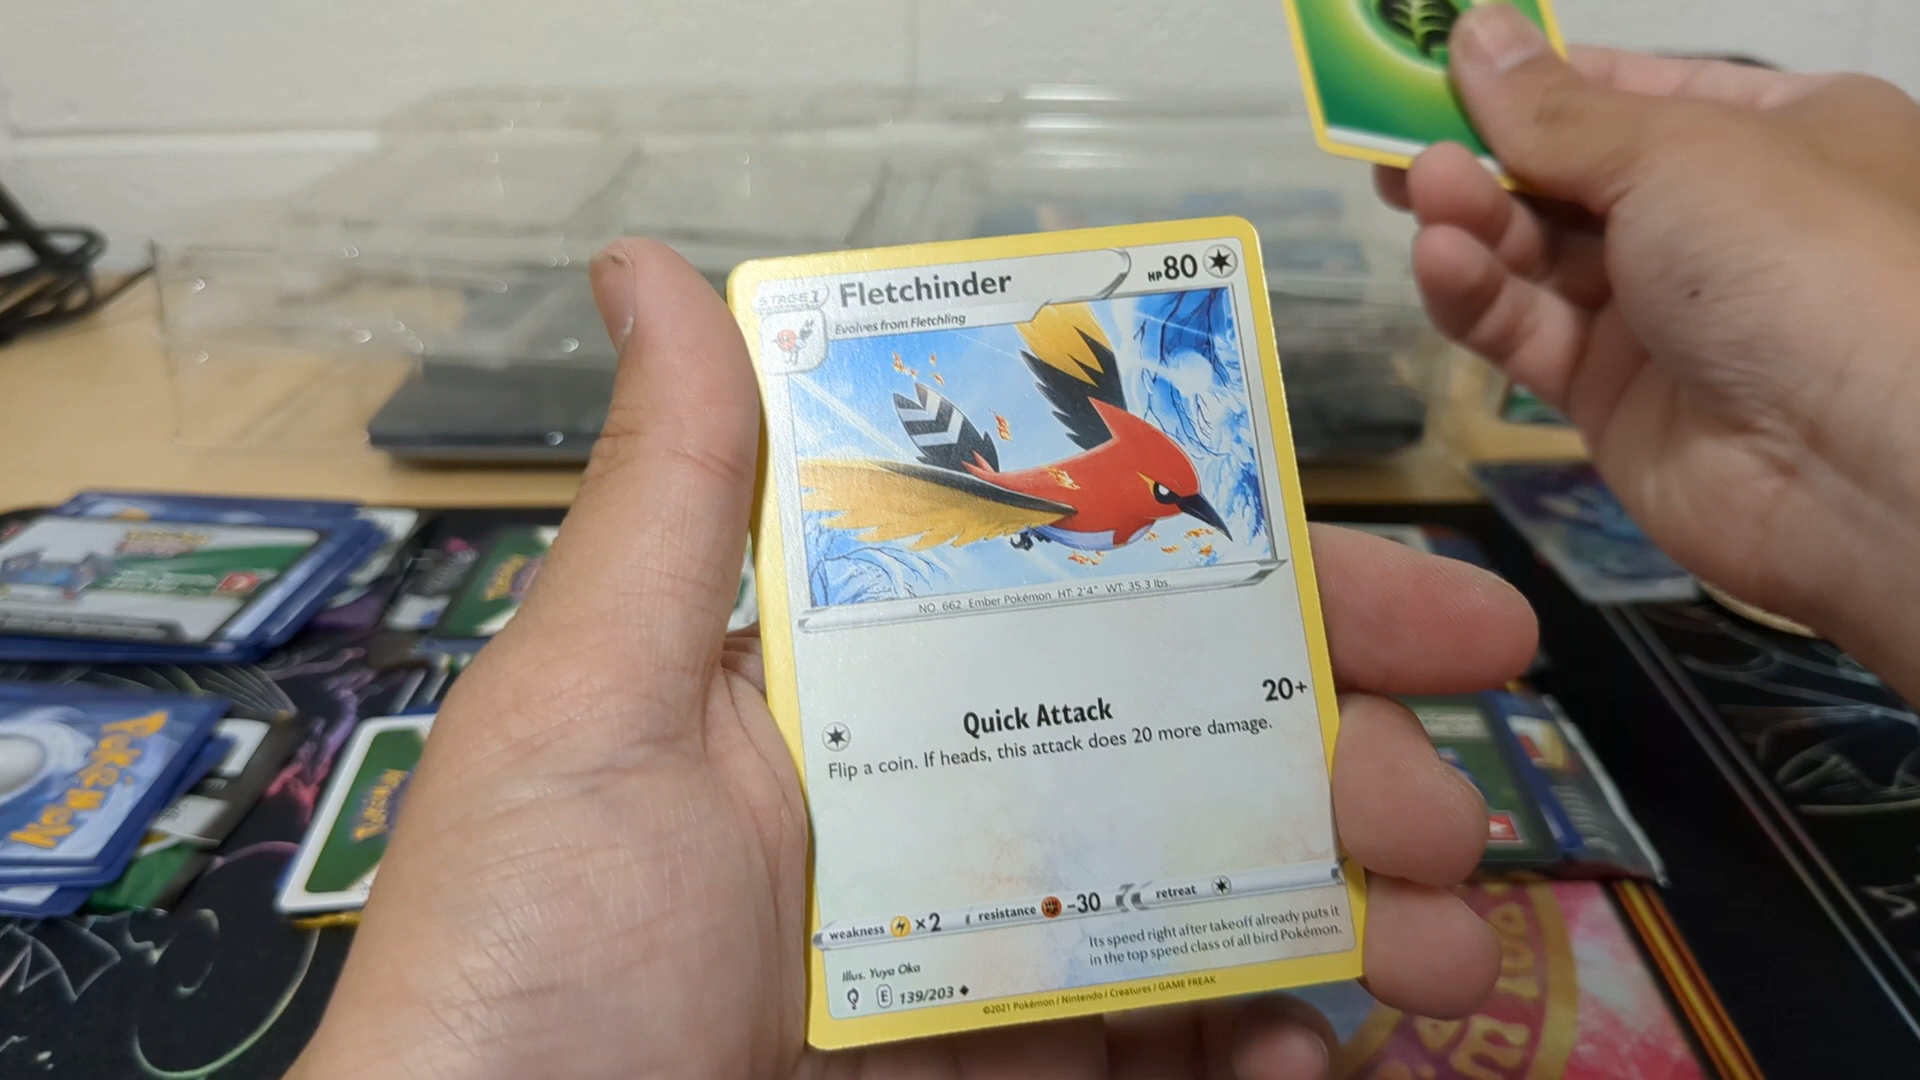 STAGE 1
Fletchinder
HP 80
Evolves from Fletchling
NO. 662 Ember Pokémon HT: 2'4" WT: 35.3 lbs.
Quick Attack
20+
Flip a coin. If heads, this attack does 20 more damage.
weakness ×2 resistance -30 retreat
Its speed right after takeoff already puts it
in the top speed class of all bird Pokémon.
Illus. Yuya Oka
E 139/203
©2021 Pokémon / Nintendo / Creatures / GAME FREAK
POKéMON